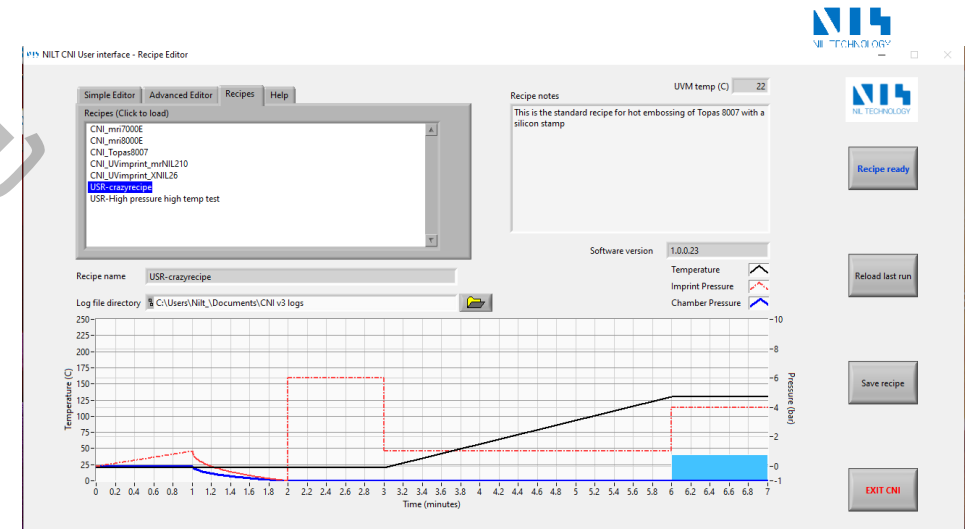 NIL TECHNOLOGY
NILT CNI User interface - Recipe Editor
Simple Editor Advanced Editor Recipes Help
Recipes (Click to load)
CNI_mri7000E
CNI_mri8000E
CNI_Topas8007
CNI_UVimprint_mrNIL210
CNI_UVimprint_XNIL26
USR-crazyrecipe
USR-High pressure high temp test
UVM temp (C) 22
Recipe notes
This is the standard recipe for hot embossing of Topas 8007 with a
silicon stamp
NIL TECHNOLOGY
Recipe ready
Software version 1.0.0.23
Recipe name USR-crazyrecipe
Log file directory C:\Users\Nilt_\Documents\CNI v3 logs
Temperature
Imprint Pressure
Chamber Pressure
Reload last run
Save recipe
EXIT CNI
Temperature (C)
250
225
200
175
150
125
100
75
50
25
0
Pressure (bar)
10
8
6
4
2
0
-1
0 0.2 0.4 0.6 0.8 1 1.2 1.4 1.6 1.8 2 2.2 2.4 2.6 2.8 3 3.2 3.4 3.6 3.8 4 4.2 4.4 4.6 4.8 5 5.2 5.4 5.6 5.8 6 6.2 6.4 6.6 6.8 7
Time (minutes)